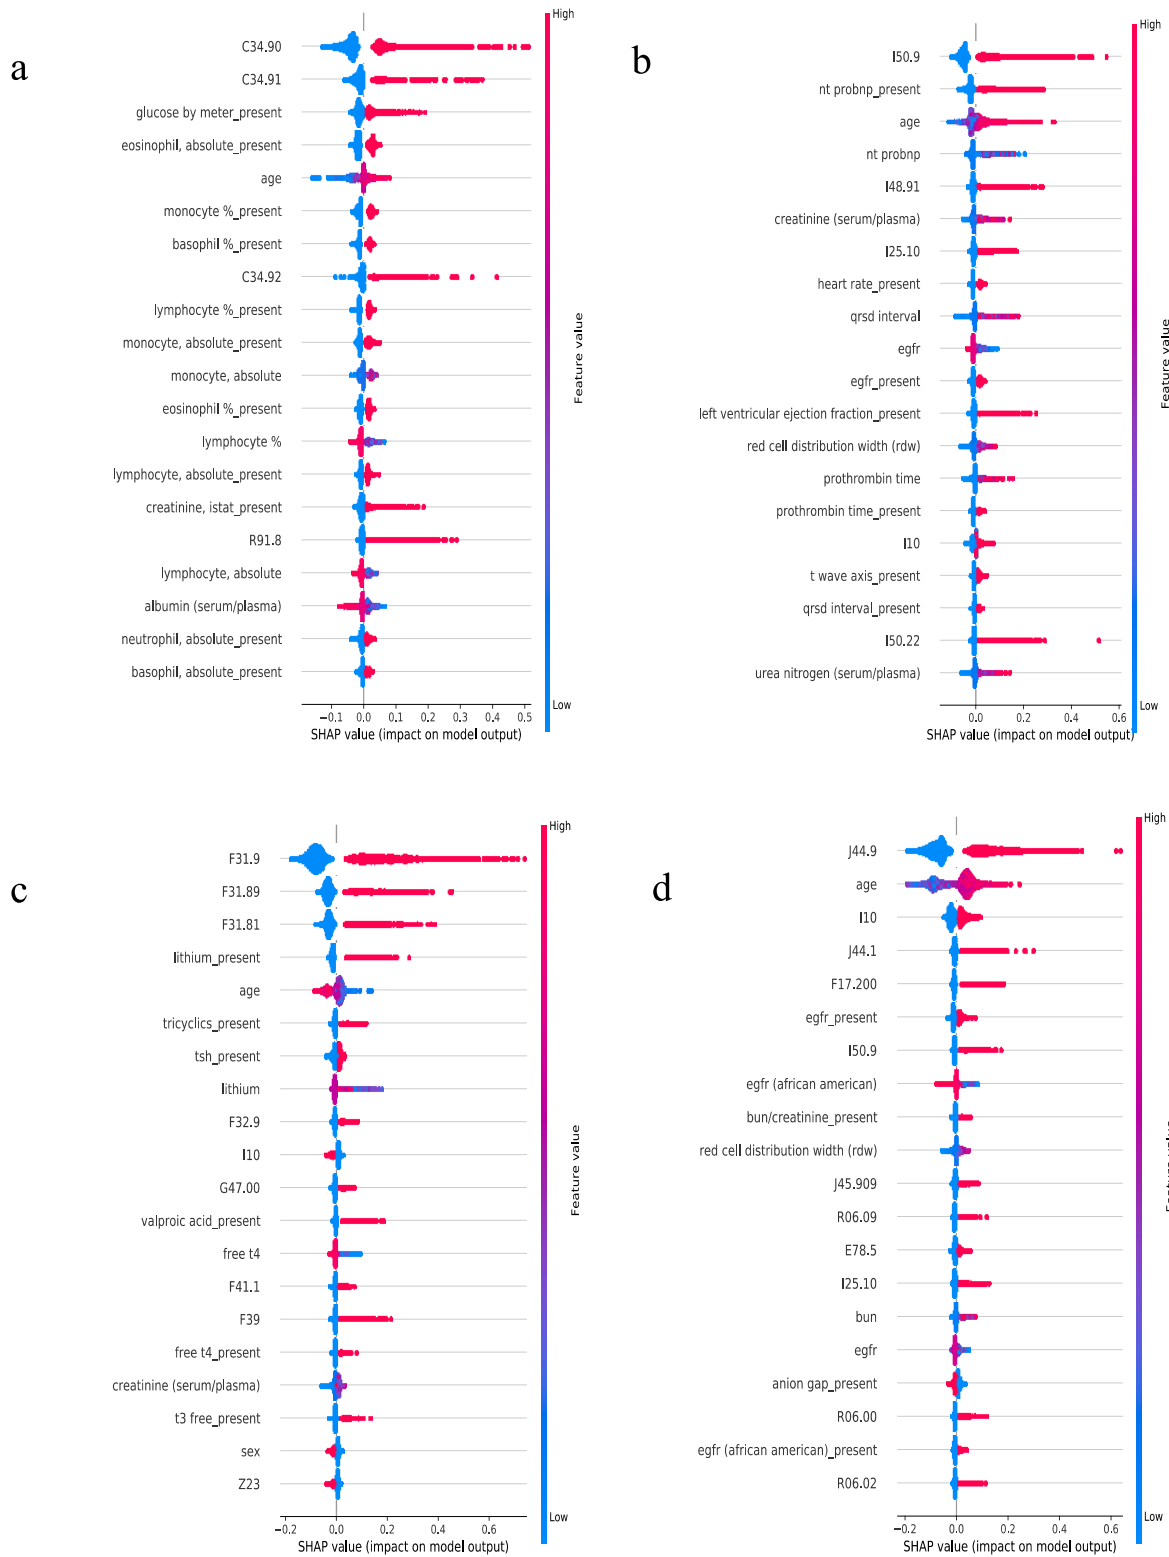 a
High
C34.90
C34.91
glucose by meter_present
eosinophil, absolute_present
age
monocyte %_present
basophil %_present
C34.92
lymphocyte %_present
monocyte, absolute_present
monocyte, absolute
eosinophil %_present
lymphocyte %
lymphocyte, absolute_present
creatinine, istat_present
R91.8
lymphocyte, absolute
albumin (serum/plasma)
neutrophil, absolute_present
basophil, absolute_present
Feature value
Low
−0.1 0.0 0.1 0.2 0.3 0.4 0.5
SHAP value (impact on model output)
b
High
I50.9
nt probnp_present
age
nt probnp
I48.91
creatinine (serum/plasma)
I25.10
heart rate_present
qrsd interval
egfr
egfr_present
left ventricular ejection fraction_present
red cell distribution width (rdw)
prothrombin time
prothrombin time_present
I10
t wave axis_present
qrsd interval_present
I50.22
urea nitrogen (serum/plasma)
Feature value
Low
0.0 0.2 0.4 0.6
SHAP value (impact on model output)
c
High
F31.9
F31.89
F31.81
lithium_present
age
tricyclics_present
tsh_present
lithium
F32.9
I10
G47.00
valproic acid_present
free t4
F41.1
F39
free t4_present
creatinine (serum/plasma)
t3 free_present
sex
Z23
Feature value
Low
−0.2 0.0 0.2 0.4 0.6
SHAP value (impact on model output)
d
High
J44.9
age
I10
J44.1
F17.200
egfr_present
I50.9
egfr (african american)
bun/creatinine_present
red cell distribution width (rdw)
J45.909
R06.09
E78.5
I25.10
bun
egfr
anion gap_present
R06.00
egfr (african american)_present
R06.02
Feature value
Low
−0.2 0.0 0.2 0.4 0.6
SHAP value (impact on model output)